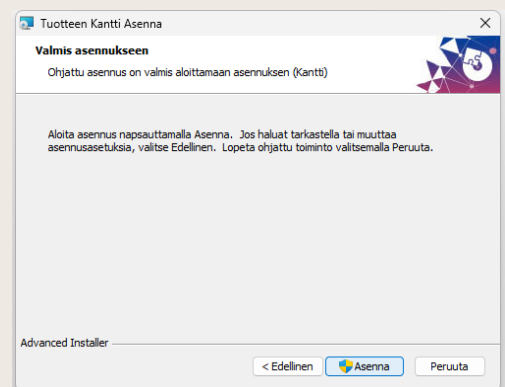 Tuotteen Kantti Asenna
Valmis asennukseen
Ohjattu asennus on valmis aloittamaan asennuksen (Kantti)
Aloita asennus napsauttamalla Asenna. Jos haluat tarkastella tai muuttaa
asennusasetuksia, valitse Edellinen. Lopeta ohjattu toiminto valitsemalla Peruuta.
Advanced Installer
< Edellinen
Asenna
Peruuta